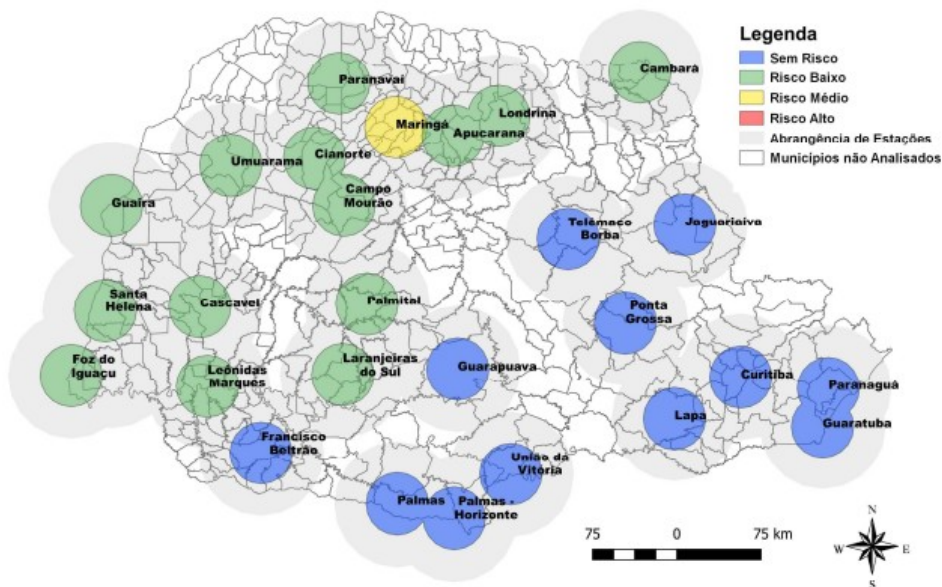 Legenda
Sem Risco
Risco Baixo
Risco Médio
Risco Alto
Abrangência de Estações
Municípios não Analisados
Cambará
Paranavaí
Londrina
Maringá
Apucarana
Cianorte
Umuarama
Campo
Mourão
Guaíra
Telêmaco
Borba
Jaguariaíva
Santa
Helena
Cascavel
Palmital
Ponta
Grossa
Foz do
Iguaçu
Leônidas
Marques
Laranjeiras
do Sul
Guarapuava
Curitiba
Paranaguá
Lapa
Guaratuba
Francisco
Beltrão
União da
Vitória
Palmas
Palmas -
Horizonte
75 0 75 km
N
W E
S